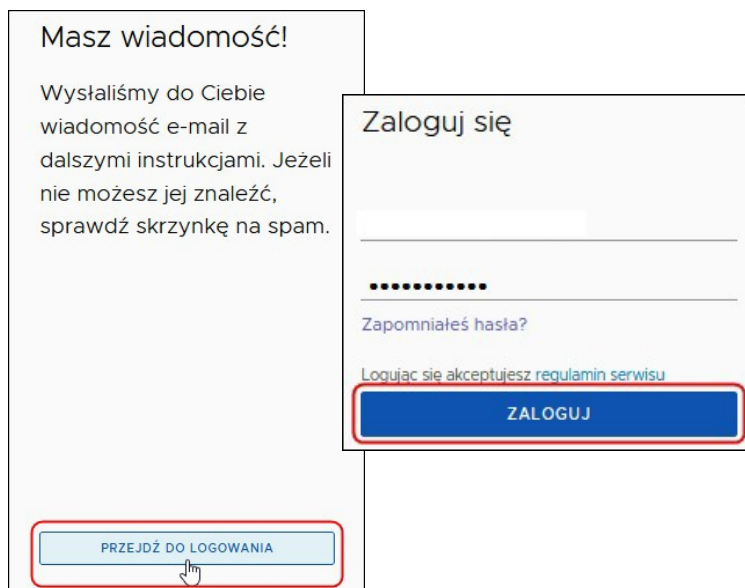 Masz wiadomość!
Wysłaliśmy do Ciebie
wiadomość e-mail z
dalszymi instrukcjami. Jeżeli
nie możesz jej znaleźć,
sprawdź skrzynkę na spam.
PRZEJDŹ DO LOGOWANIA
Zaloguj się
•••••••••••
Zapomniałeś hasła?
Logując się akceptujesz regulamin serwisu
ZALOGUJ